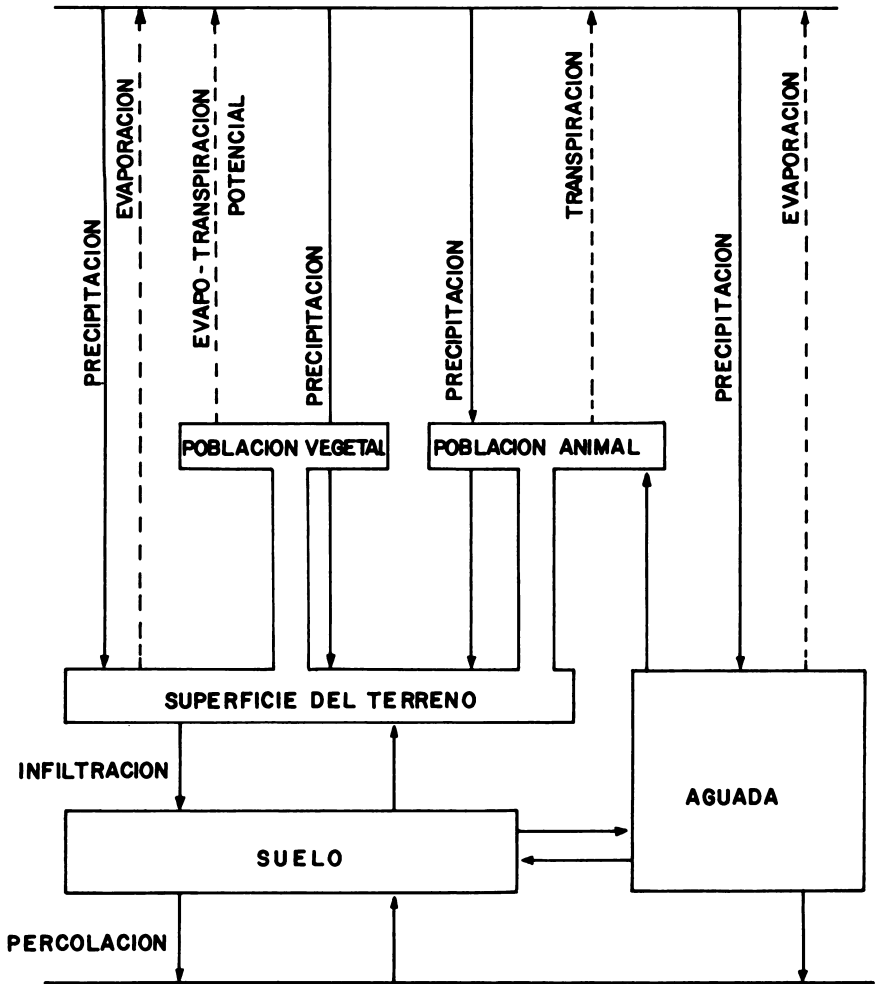 PRECIPITACION
EVAPORACION
EVAPO-TRANSPIRACION
POTENCIAL
PRECIPITACION
PRECIPITACION
TRANSPIRACION
PRECIPITACION
EVAPORACION
POBLACION VEGETAL
POBLACION ANIMAL
SUPERFICIE DEL TERRENO
INFILTRACION
AGUADA
SUELO
PERCOLACION